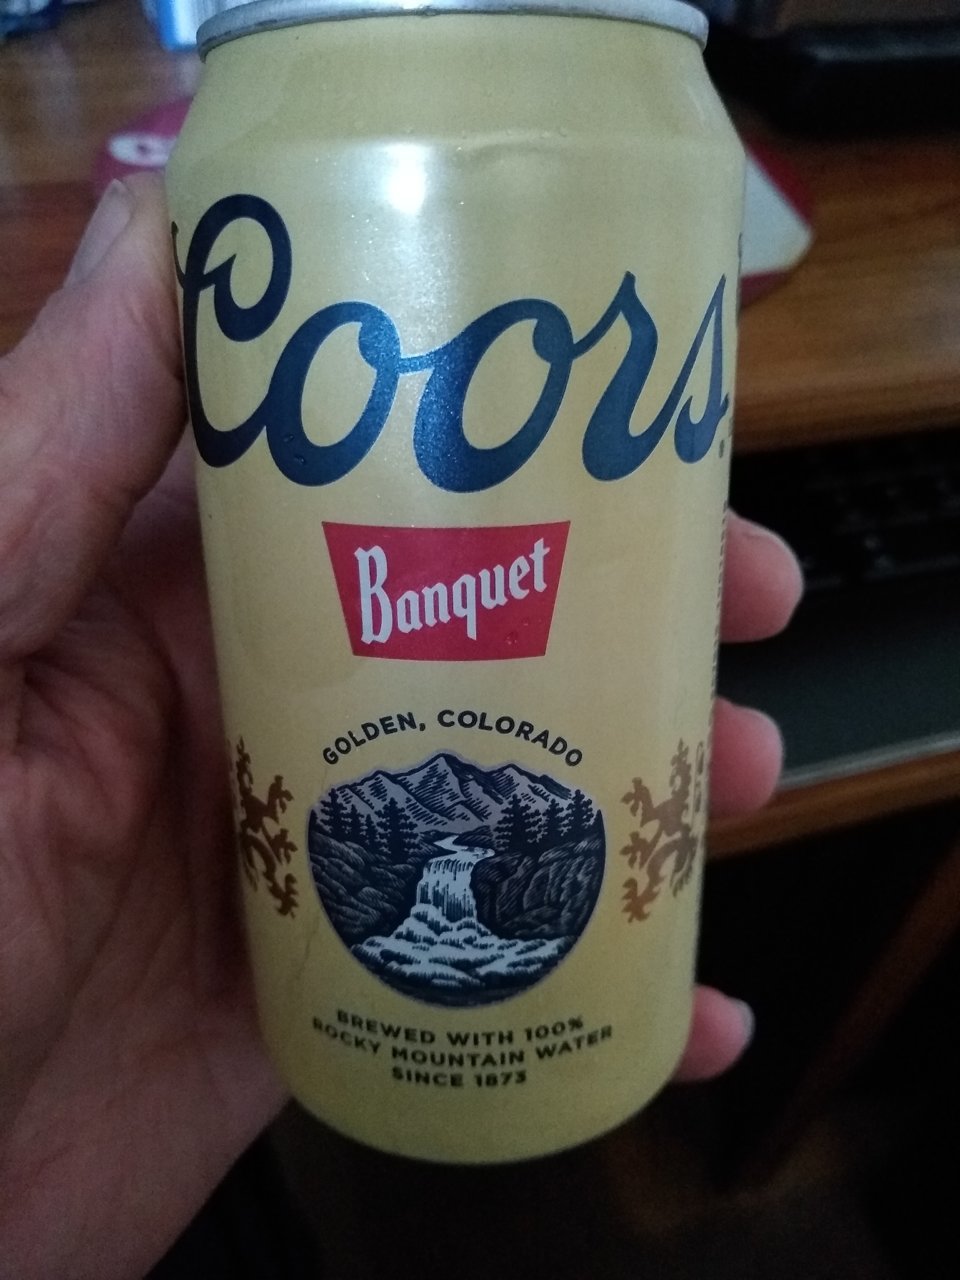 Coors
Banquet
GOLDEN, COLORADO
BREWED WITH 100%
ROCKY MOUNTAIN WATER
SINCE 1873